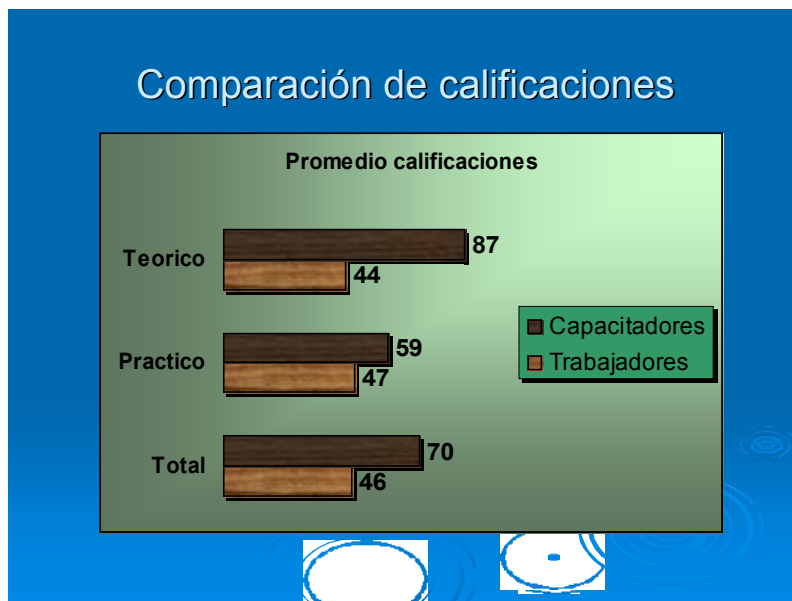 Comparación de calificaciones
Promedio calificaciones
Teorico
87
44
Practico
59
47
Total
70
46
Capacitadores
Trabajadores